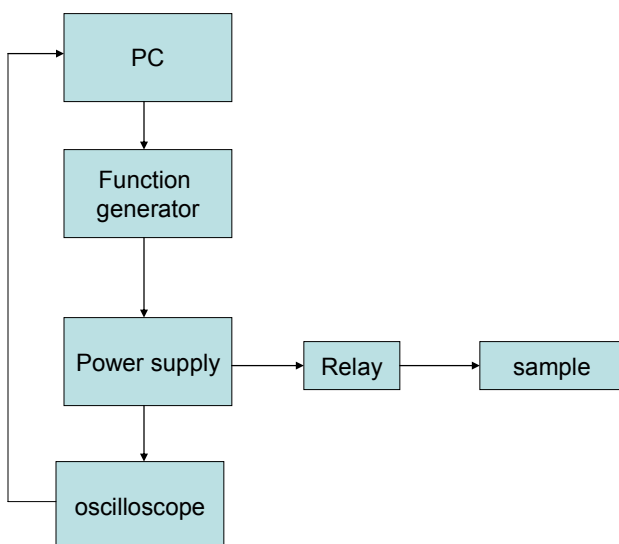 PC
Function
generator
Power supply
Relay
sample
oscilloscope